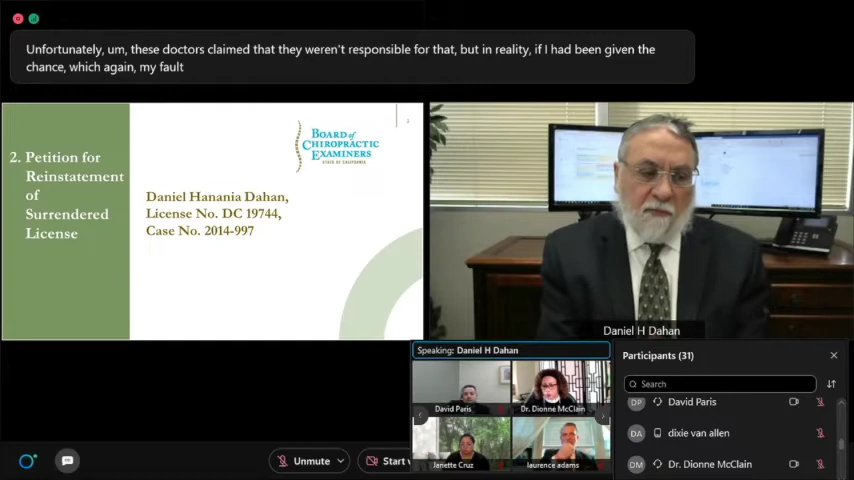 Unfortunately, um, these doctors claimed that they weren't responsible for that, but in reality, if I had been given the
chance, which again, my fault
2
2. Petition for
Reinstatement
of
Surrendered
License
BOARD of
CHIROPRACTIC
EXAMINERS
STATE OF CALIFORNIA
Daniel Hanania Dahan,
License No. DC 19744,
Case No. 2014-997
Daniel H Dahan
Speaking: Daniel H Dahan
David Paris
Dr. Dionne McClain
Janette Cruz
laurence adams
Participants (31)
Search
DP David Paris
DA dixie van allen
DM Dr. Dionne McClain
Unmute
Start v